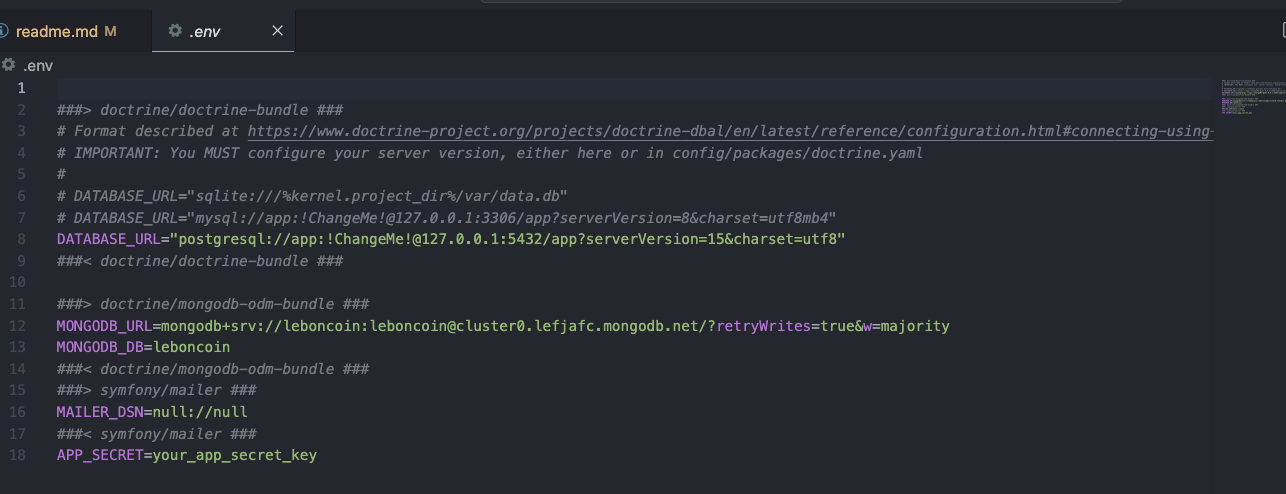 readme.md M
.env
.env
1
2 ###> doctrine/doctrine-bundle ###
3 # Format described at https://www.doctrine-project.org/projects/doctrine-dbal/en/latest/reference/configuration.html#connecting-using-
4 # IMPORTANT: You MUST configure your server version, either here or in config/packages/doctrine.yaml
5 #
6 # DATABASE_URL="sqlite:///%kernel.project_dir%/var/data.db"
7 # DATABASE_URL="mysql://app:!ChangeMe!@127.0.0.1:3306/app?serverVersion=8&charset=utf8mb4"
8 DATABASE_URL="postgresql://app:!ChangeMe!@127.0.0.1:5432/app?serverVersion=15&charset=utf8"
9 ###< doctrine/doctrine-bundle ###
10
11 ###> doctrine/mongodb-odm-bundle ###
12 MONGODB_URL=mongodb+srv://leboncoin:leboncoin@cluster0.lefjafc.mongodb.net/?retryWrites=true&w=majority
13 MONGODB_DB=leboncoin
14 ###< doctrine/mongodb-odm-bundle ###
15 ###> symfony/mailer ###
16 MAILER_DSN=null://null
17 ###< symfony/mailer ###
18 APP_SECRET=your_app_secret_key